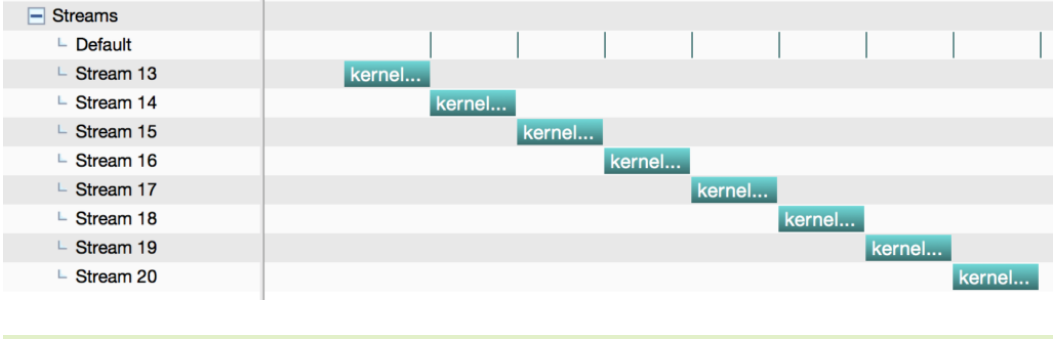 Streams
Default
Stream 13 kernel...
Stream 14 kernel...
Stream 15 kernel...
Stream 16 kernel...
Stream 17 kernel...
Stream 18 kernel...
Stream 19 kernel...
Stream 20 kernel...